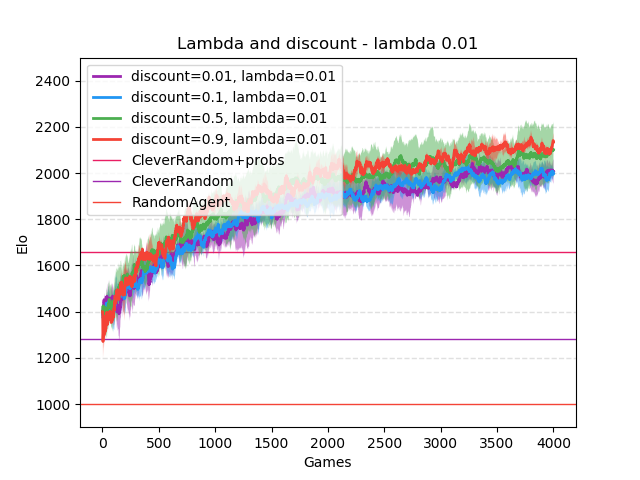 Lambda and discount - lambda 0.01
discount=0.01, lambda=0.01
discount=0.1, lambda=0.01
discount=0.5, lambda=0.01
discount=0.9, lambda=0.01
CleverRandom+probs
CleverRandom
RandomAgent
Elo
2400
2200
2000
1800
1600
1400
1200
1000
0 500 1000 1500 2000 2500 3000 3500 4000
Games